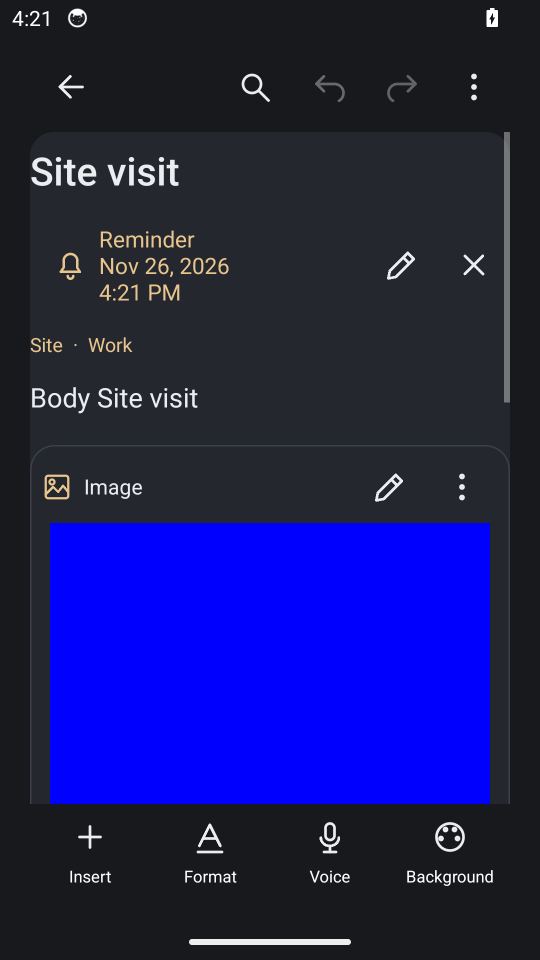 4:21
Site visit
Reminder
Nov 26, 2026
4:21 PM
Site · Work
Body Site visit
Image
Insert
Format
Voice
Background